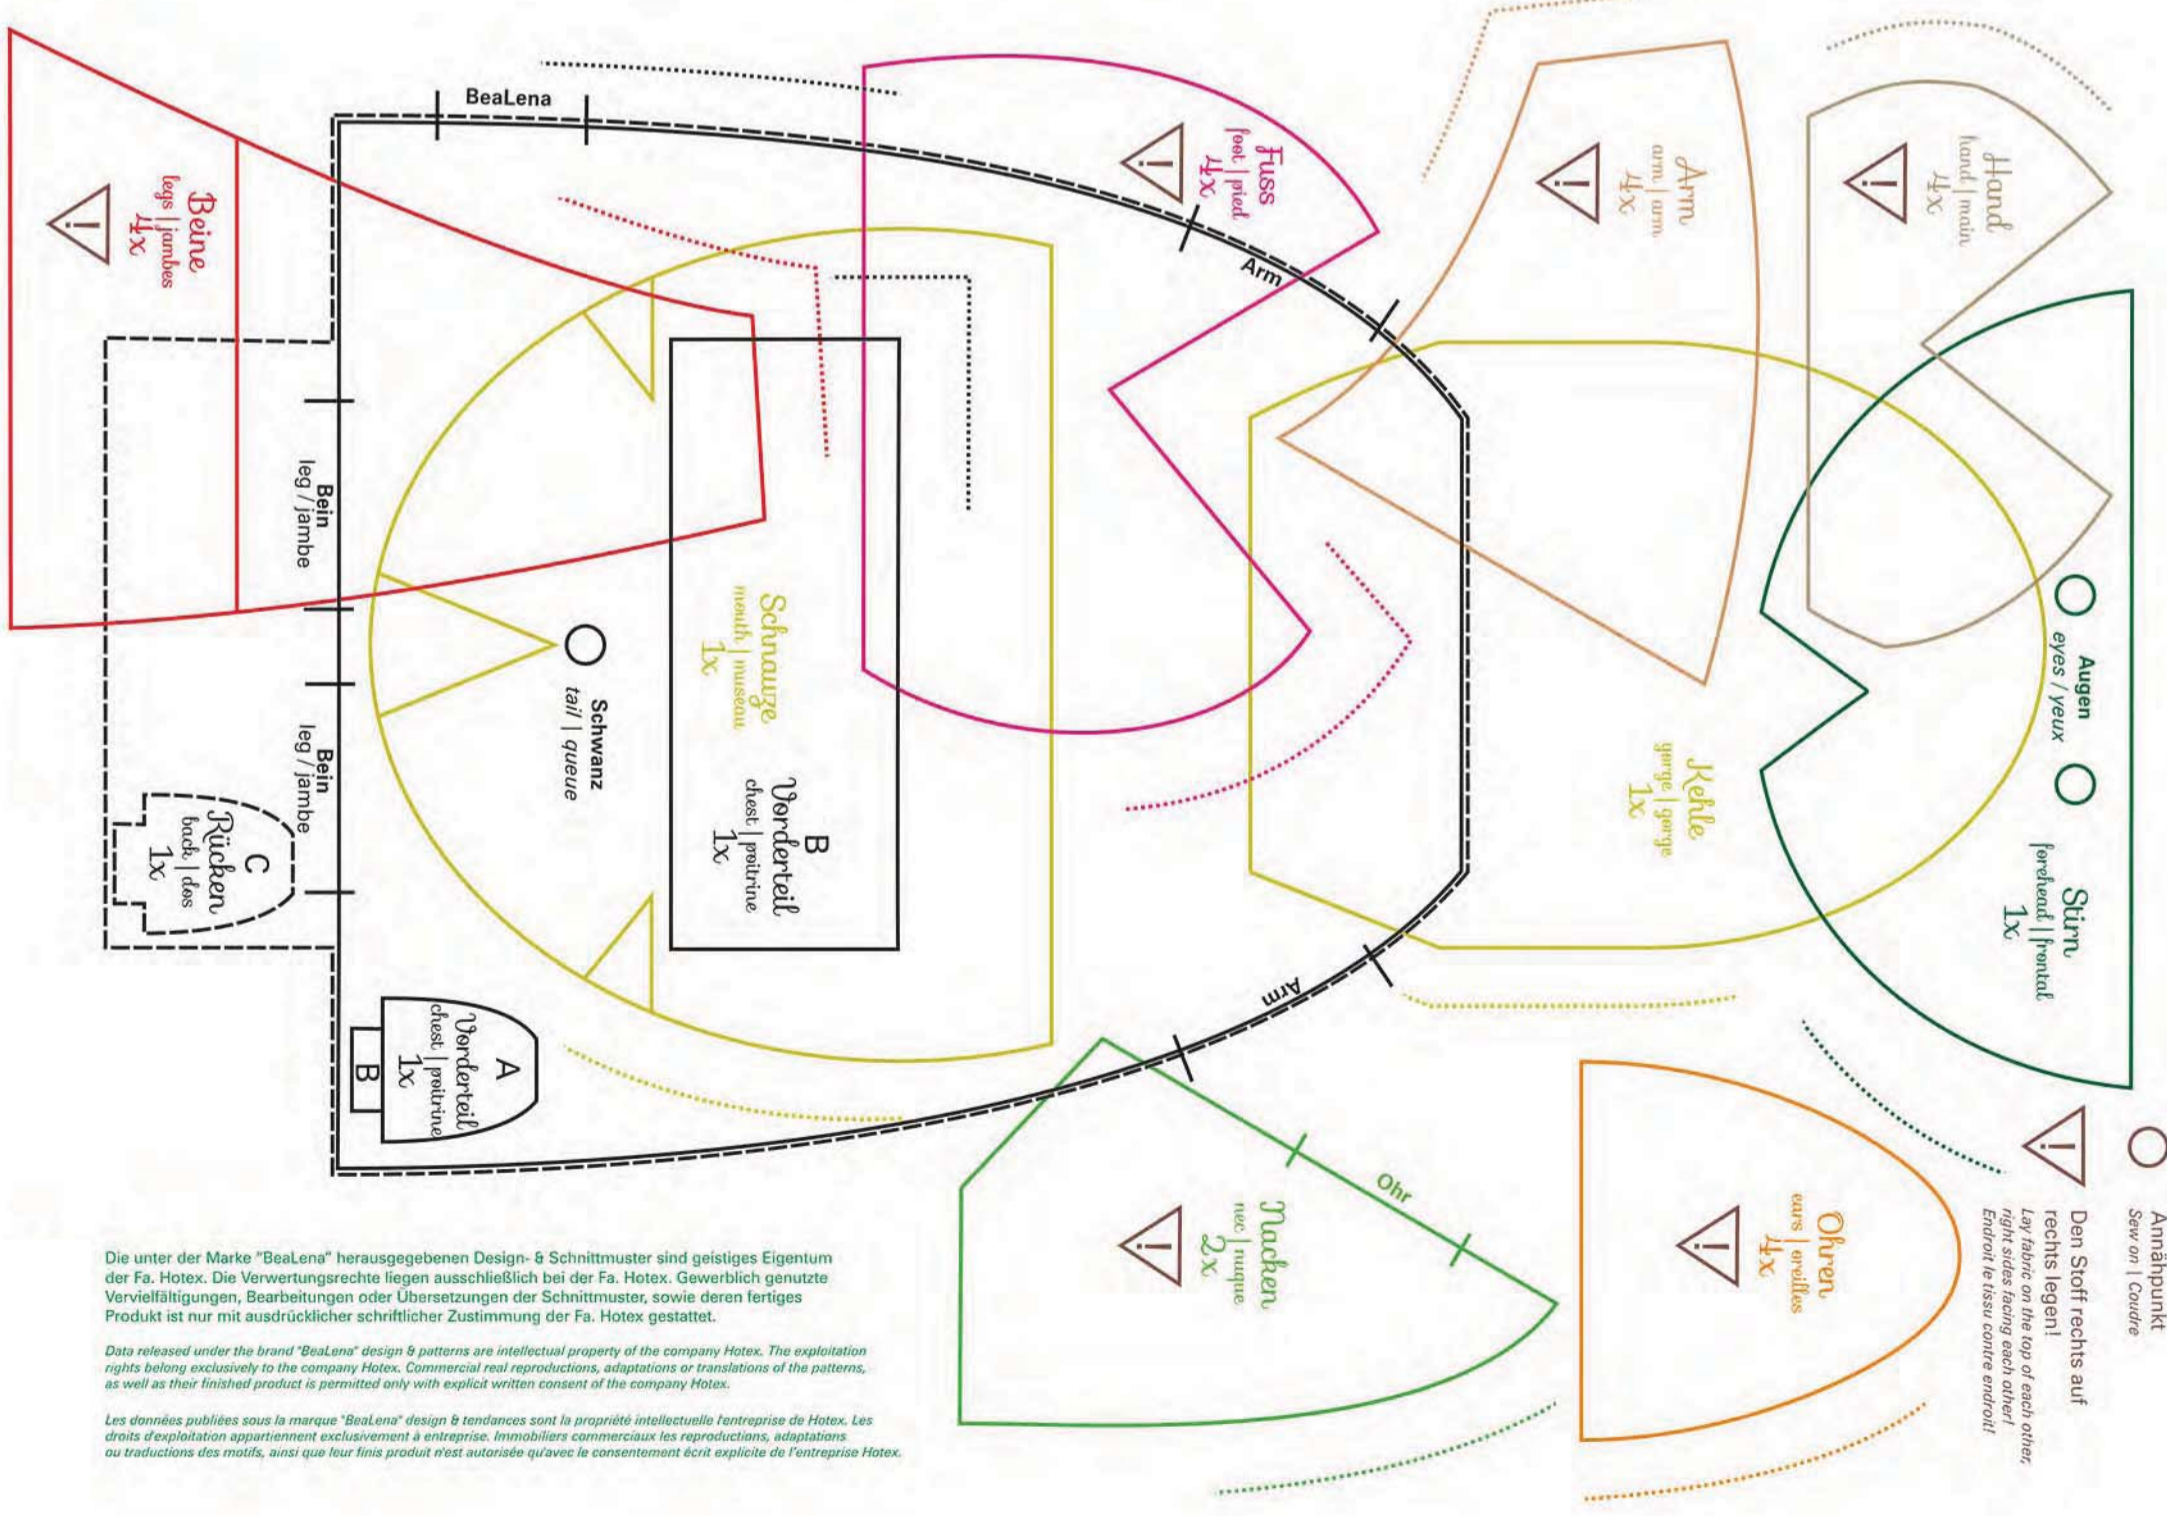 BeaLena
Beine
legs | jambes
4x
Fuss
foot | pied
4x
Arm
Arm
arm | arm
4x
Hand
hand | main
4x
Bein
leg / jambe
Bein
leg / jambe
Schwanz
tail | queue
Schnauze
mouth | museau
1x
B
Vorderteil
chest | poitrine
1x
Kehle
gorge | gorge
1x
Augen
eyes / yeux
Stirn
forehead | frontal
1x
C
Rücken
back | dos
1x
A
Vorderteil
chest | poitrine
1x
B
Arm
Ohr
Nacken
nec | nuque
2x
Ohren
ears | oreilles
4x
Annähpunkt
Sew on | Coudre
Den Stoff rechts auf
rechts legen!
Lay fabric on the top of each other,
right sides facing each other!
Endroit le tissu contre endroit!
Die unter der Marke "BeaLena" herausgegebenen Design- & Schnittmuster sind geistiges Eigentum
der Fa. Hotex. Die Verwertungsrechte liegen ausschließlich bei der Fa. Hotex. Gewerblich genutzte
Vervielfältigungen, Bearbeitungen oder Übersetzungen der Schnittmuster, sowie deren fertiges
Produkt ist nur mit ausdrücklicher schriftlicher Zustimmung der Fa. Hotex gestattet.
Data released under the brand "BeaLena" design & patterns are intellectual property of the company Hotex. The exploitation
rights belong exclusively to the company Hotex. Commercial real reproductions, adaptations or translations of the patterns,
as well as their finished product is permitted only with explicit written consent of the company Hotex.
Les données publiées sous la marque "BeaLena" design & tendances sont la propriété intellectuelle l'entreprise de Hotex. Les
droits d'exploitation appartiennent exclusivement à entreprise. Immobiliers commerciaux les reproductions, adaptations
ou traductions des motifs, ainsi que leur finis produit n'est autorisée qu'avec le consentement écrit explicite de l'entreprise Hotex.